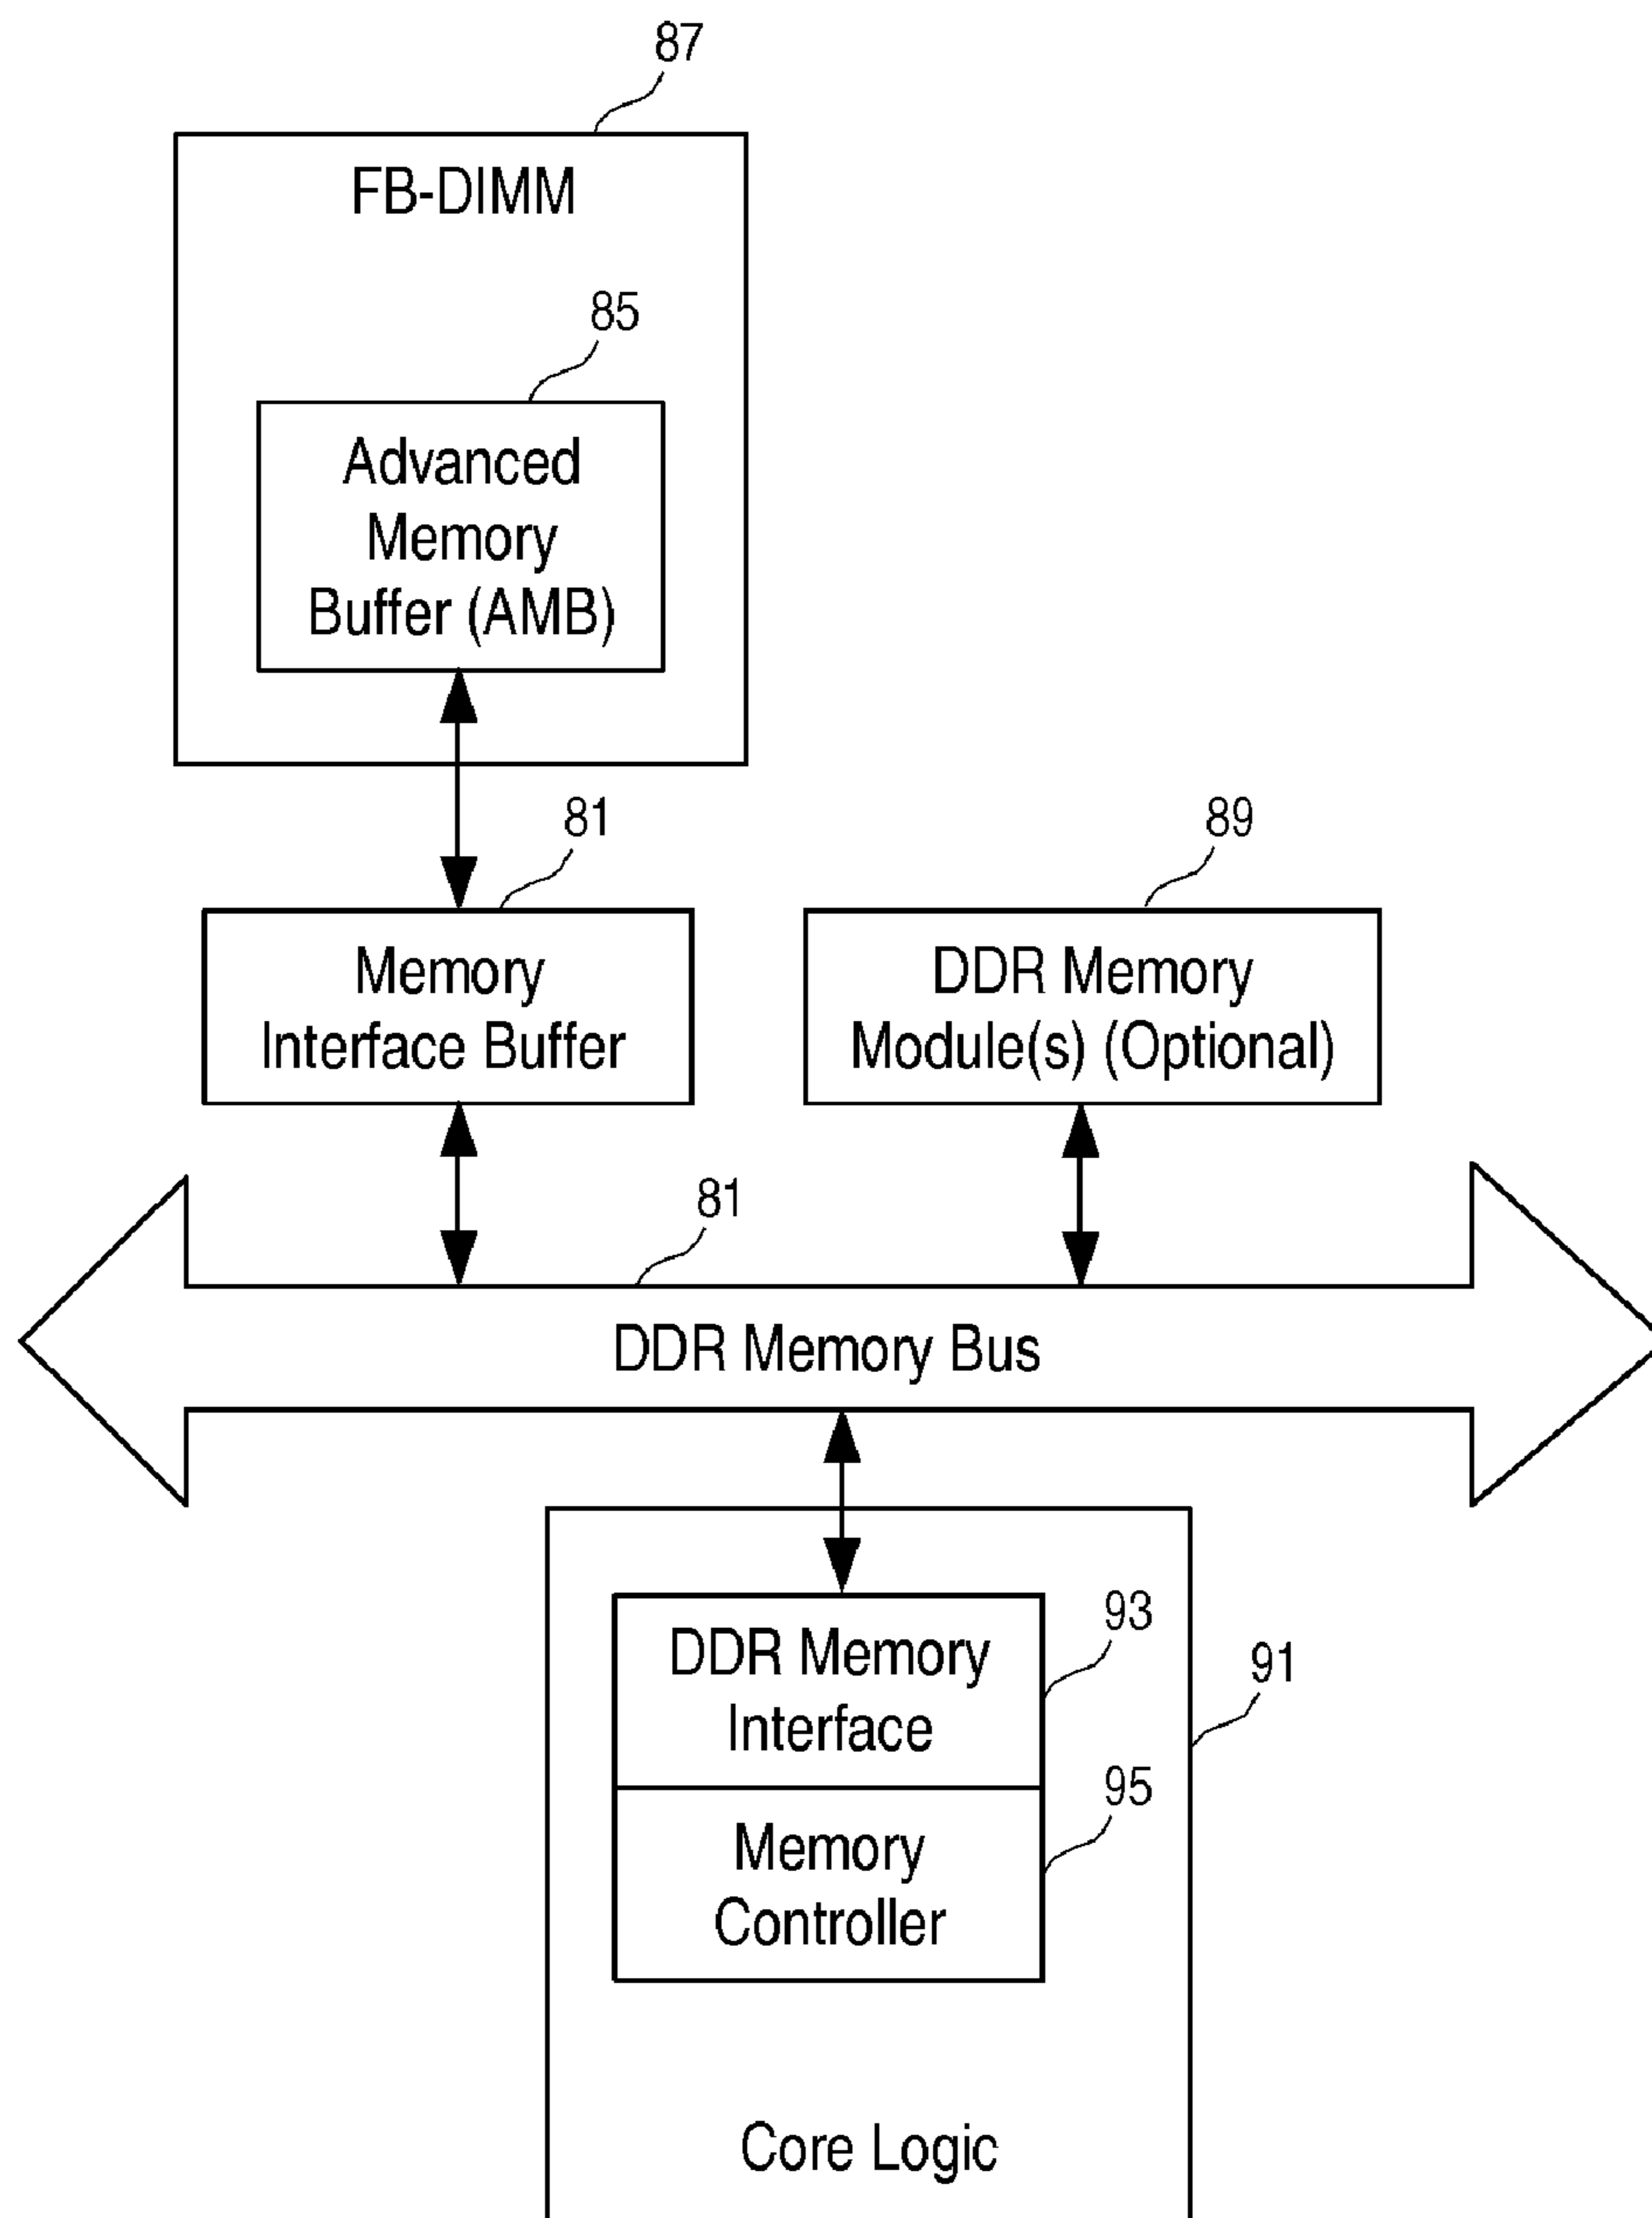 87
FB-DIMM
85
Advanced
Memory
Buffer (AMB)
81
89
Memory
Interface Buffer
DDR Memory
Module(s) (Optional)
81
DDR Memory Bus
93
DDR Memory
Interface
91
95
Memory
Controller
Core Logic